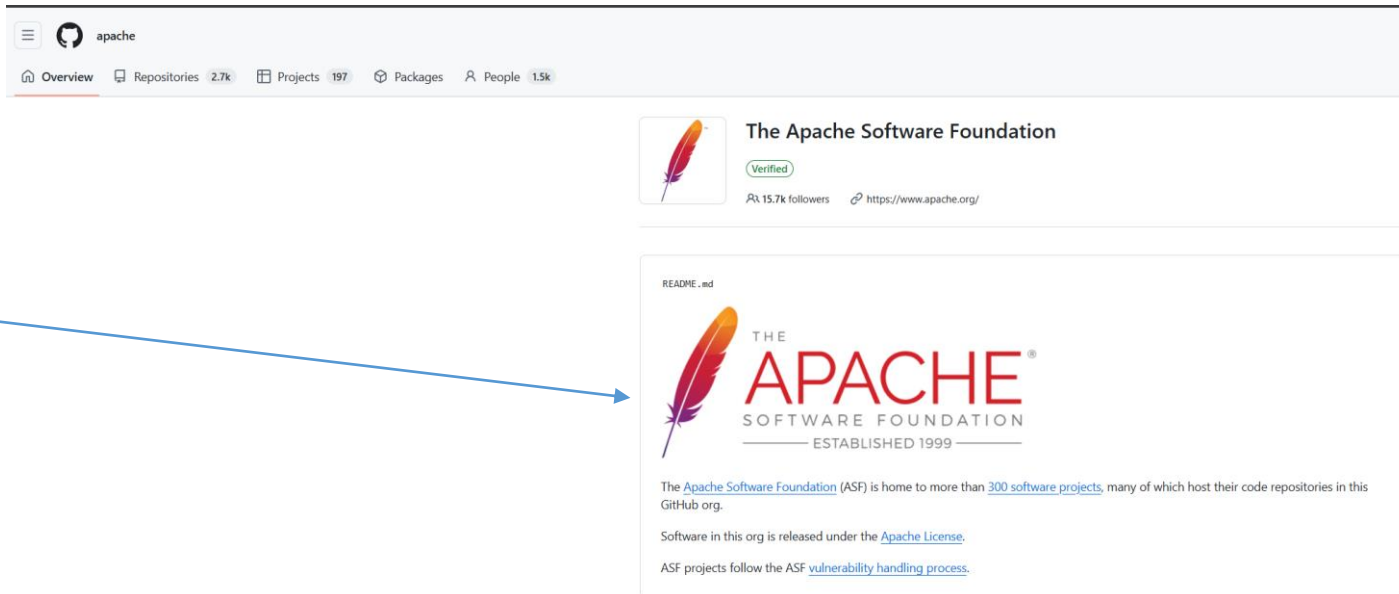 apache
Overview Repositories 2.7k Projects 197 Packages People 1.5k
The Apache Software Foundation
Verified
15.7k followers https://www.apache.org/
README.md
THE
APACHE®
SOFTWARE FOUNDATION
ESTABLISHED 1999
The Apache Software Foundation (ASF) is home to more than 300 software projects, many of which host their code repositories in this
GitHub org.
Software in this org is released under the Apache License.
ASF projects follow the ASF vulnerability handling process.